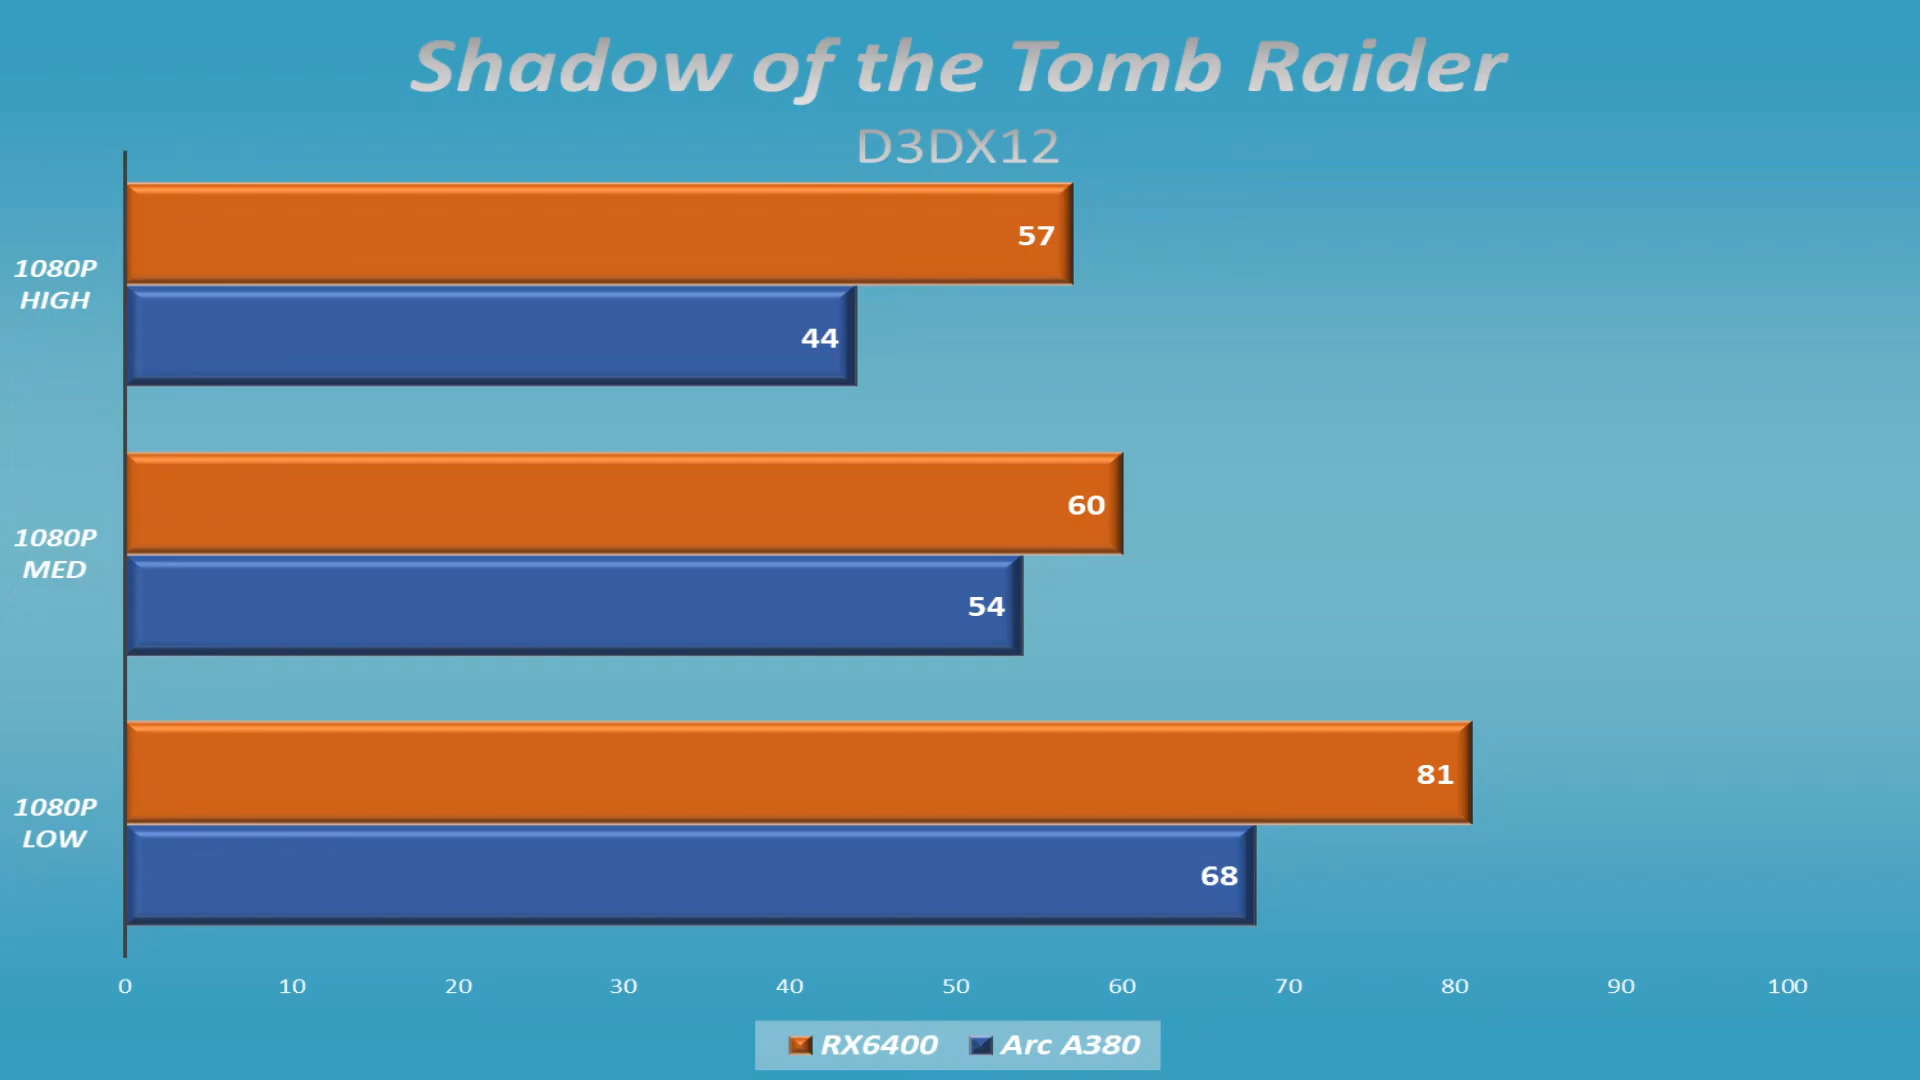 Shadow of the Tomb Raider
D3DX12
1080P
HIGH
57
44
1080P
MED
60
54
1080P
LOW
81
68
0 10 20 30 40 50 60 70 80 90 100
RX6400 Arc A380